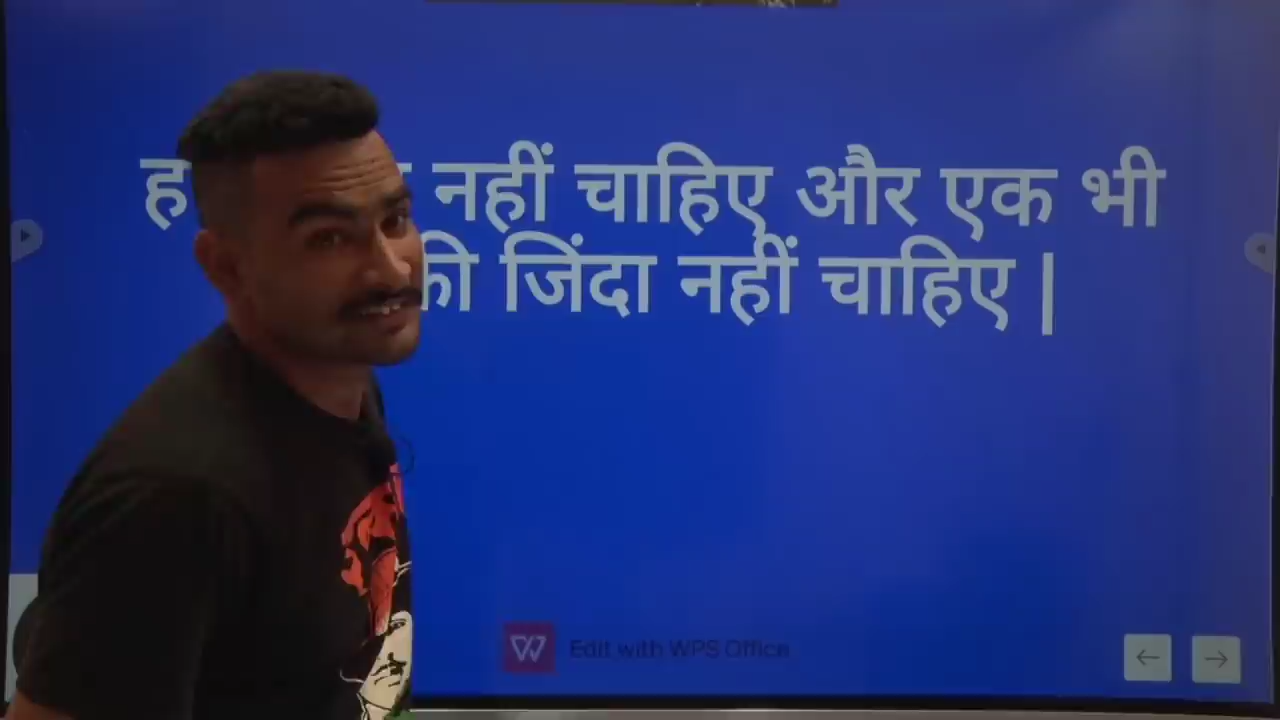 नहीं चाहिए और एक भी
जिंदा नहीं चाहिए |
Edit with WPS Office